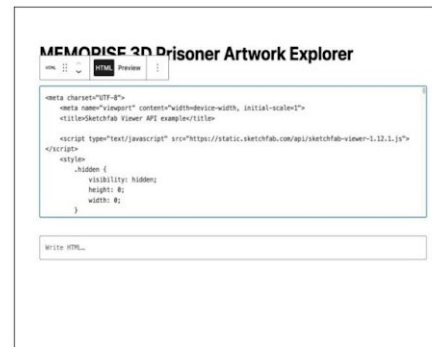 MEMORISE 3D Prisoner Artwork Explorer
HTML HTML Preview
<meta charset="UTF-8">
<meta name="viewport" content="width=device-width, initial-scale=1">
<title>Sketchfab Viewer API example</title>
<script type="text/javascript" src="https://static.sketchfab.com/api/sketchfab-viewer-1.12.1.js">
</script>
<style>
.hidden {
visibility: hidden;
height: 0;
width: 0;
}
Write HTML…